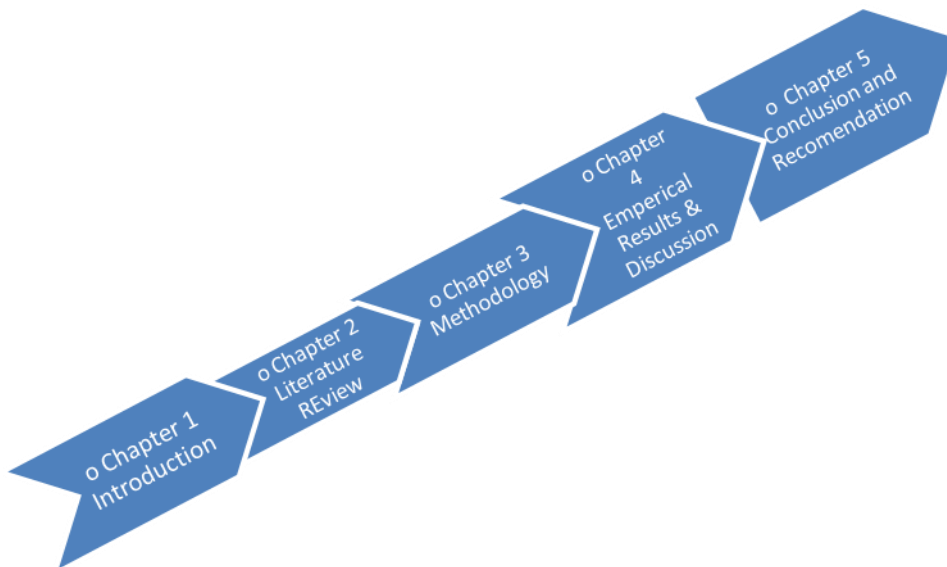 o Chapter 1
Introduction
o Chapter 2
Literature
REview
o Chapter 3
Methodology
o Chapter
4
Emperical
Results &
Discussion
o Chapter 5
Conclusion and
Recomendation